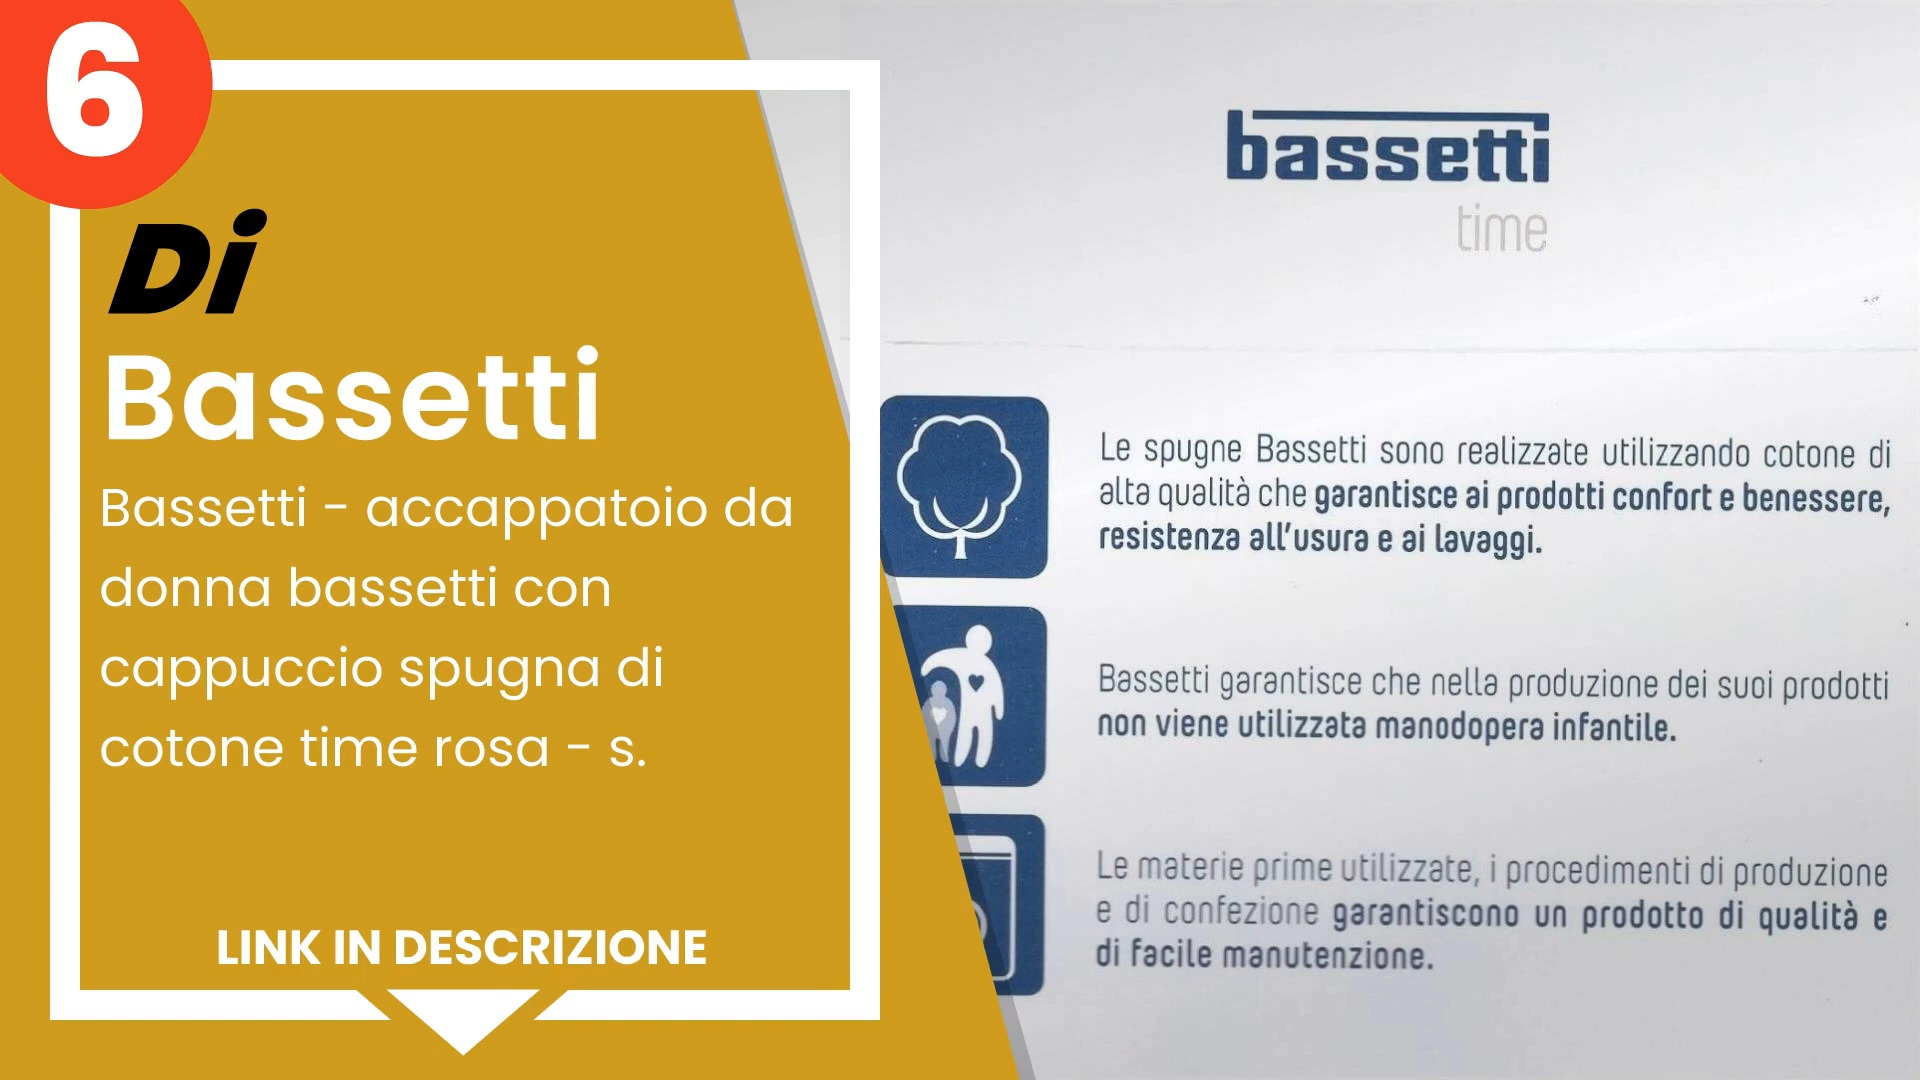 6
Di
Bassetti
Bassetti - accappatoio da
donna bassetti con
cappuccio spugna di
cotone time rosa - s.
LINK IN DESCRIZIONE
bassetti
time
Le spugne Bassetti sono realizzate utilizzando cotone di
alta qualità che garantisce ai prodotti confort e benessere,
resistenza all'usura e ai lavaggi.
Bassetti garantisce che nella produzione dei suoi prodotti
non viene utilizzata manodopera infantile.
Le materie prime utilizzate, i procedimenti di produzione
e di confezione garantiscono un prodotto di qualità e
di facile manutenzione.